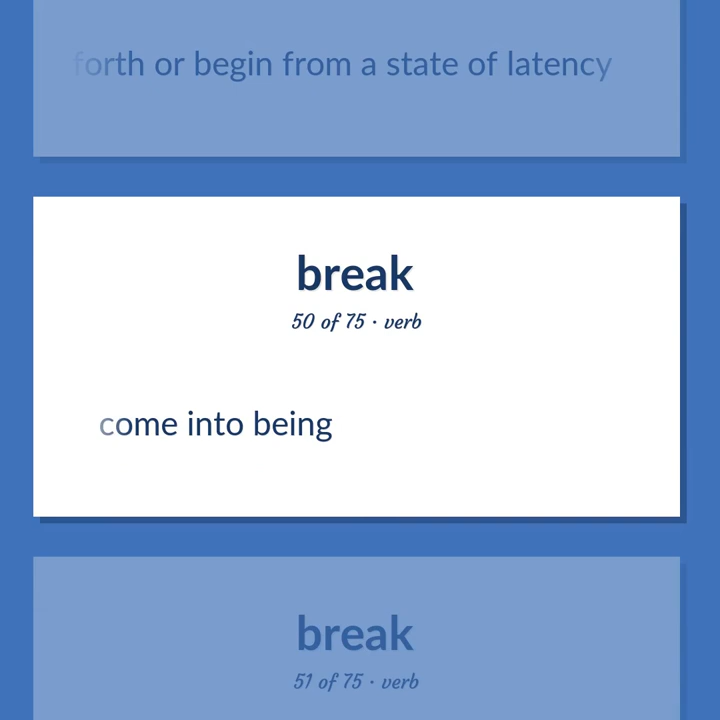 forth or begin from a state of latency
break
50 of 75 · verb
come into being
break
51 of 75 · verb